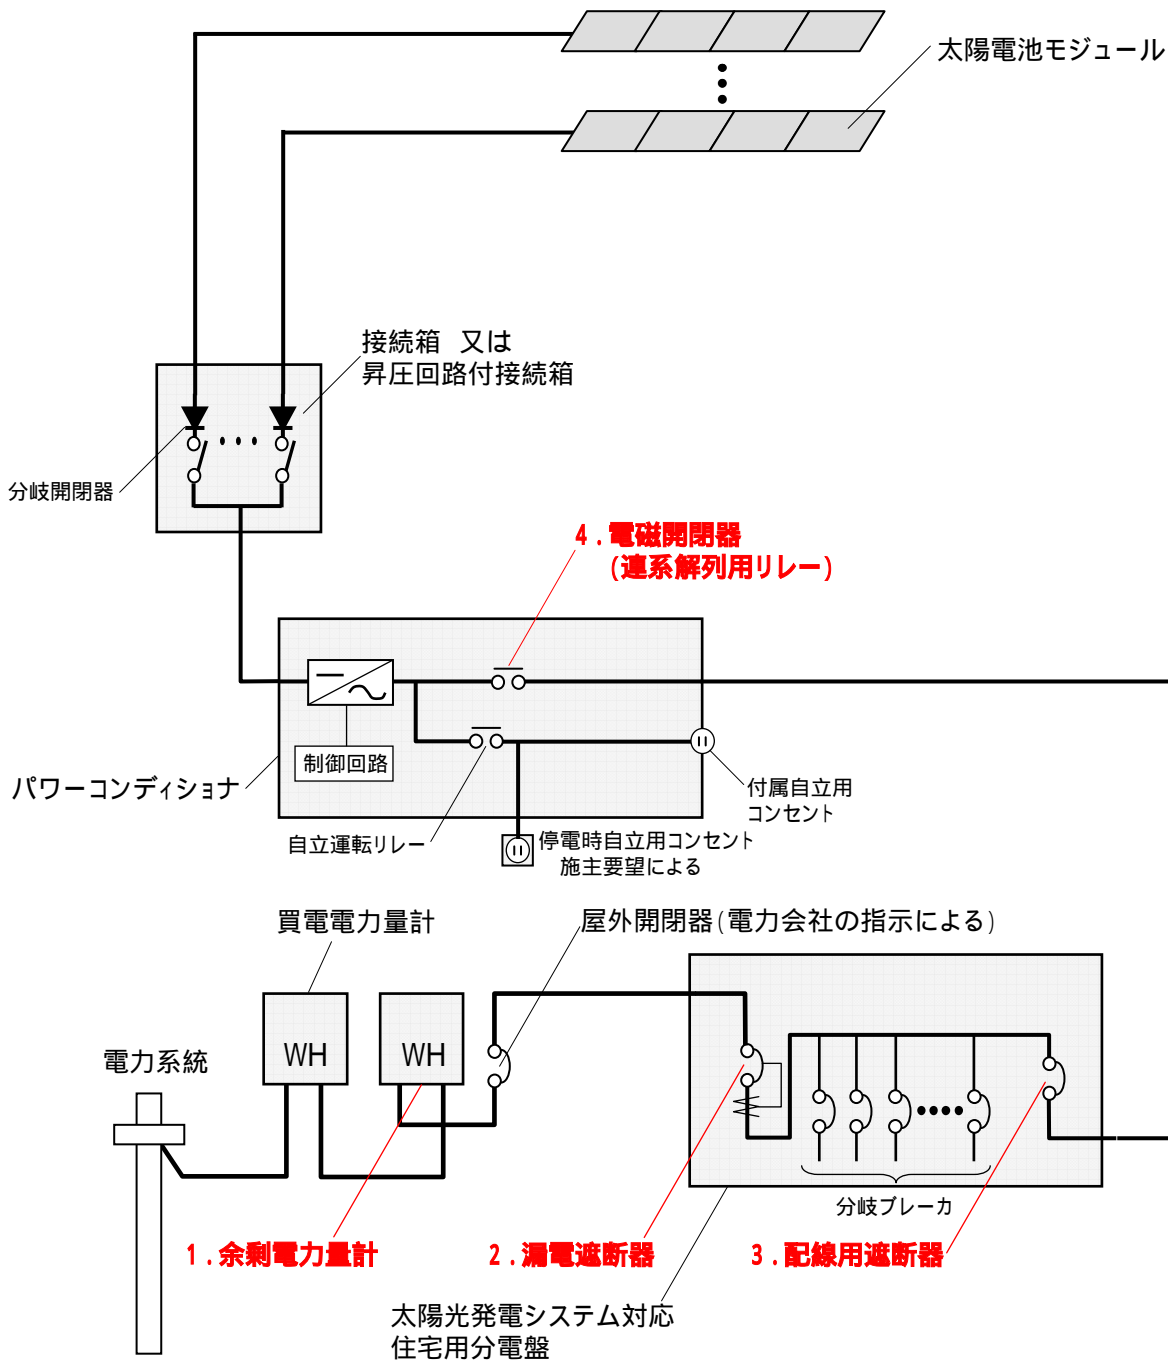 太陽電池モジュール
接続箱 又は
昇圧回路付接続箱
分岐開閉器
4.電磁開閉器
(連系解列用リレー)
制御回路
パワーコンディショナ
付属自立用
コンセント
自立運転リレー
停電時自立用コンセント
施主要望による
買電電力量計
屋外開閉器(電力会社の指示による)
WH
WH
電力系統
分岐ブレーカ
1.余剰電力量計
2.漏電遮断器
3.配線用遮断器
太陽光発電システム対応
住宅用分電盤